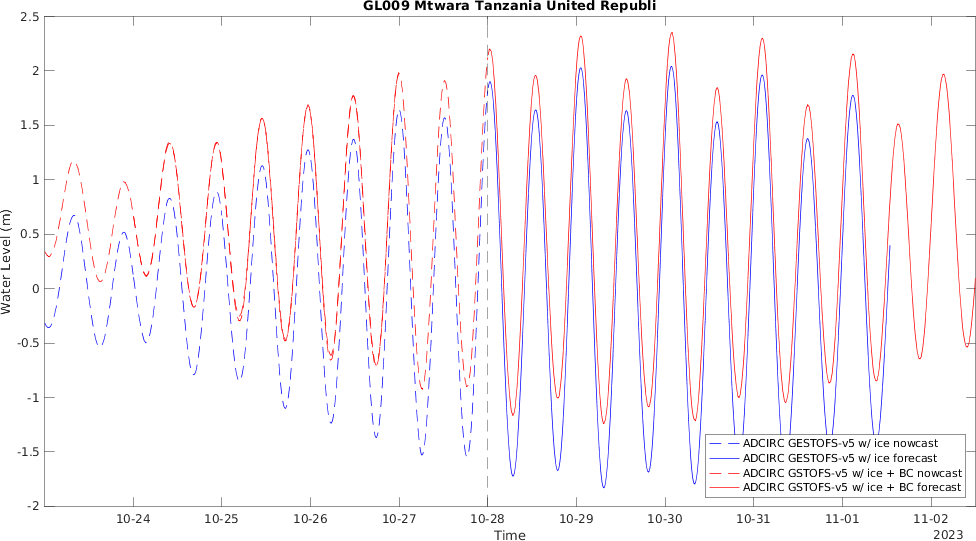 GL009 Mtwara Tanzania United Republi
2.5
2
1.5
1
0.5
0
-0.5
-1
-1.5
-2
Water Level (m)
10-24 10-25 10-26 10-27 10-28 10-29 10-30 10-31 11-01 11-02
Time
2023
ADCIRC GESTOFS-v5 w/ ice nowcast
ADCIRC GESTOFS-v5 w/ ice forecast
ADCIRC GSTOFS-v5 w/ ice + BC nowcast
ADCIRC GSTOFS-v5 w/ ice + BC forecast